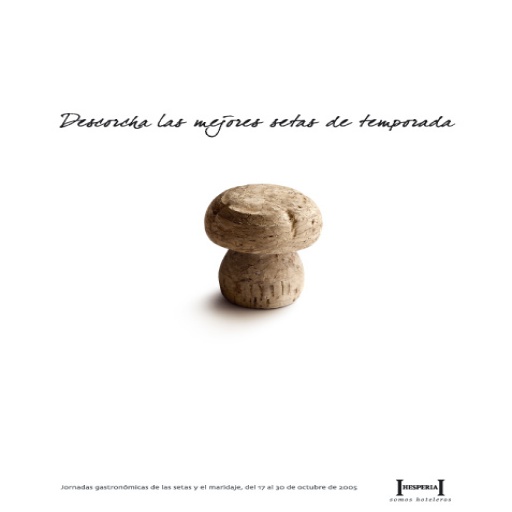 Descorcha las mejores setas de temporada
Jornadas gastronómicas de las setas y el maridaje, del 17 al 30 de octubre de 2005
HESPERIA
somos hoteleros